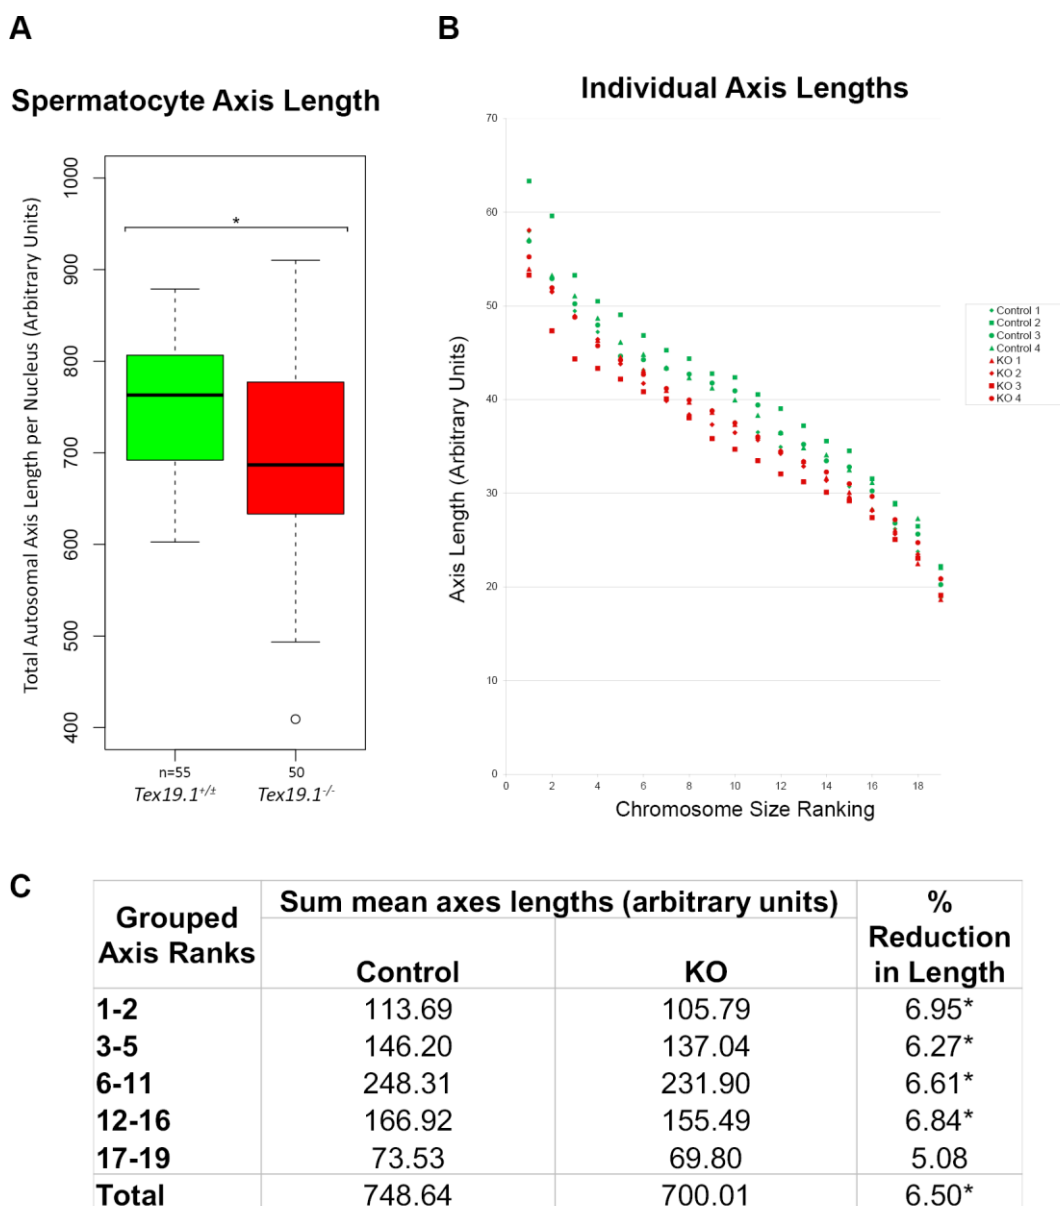 A
B
Spermatocyte Axis Length
Individual Axis Lengths
Total Autosomal Axis Length per Nucleus (Arbitrary Units)
1000
900
800
700
600
500
400
*
n=55
50
Tex19.1+/±
Tex19.1-/-
Axis Length (Arbitrary Units)
70
60
50
40
30
20
10
0
0 2 4 6 8 10 12 14 16 18
Chromosome Size Ranking
Control 1
Control 2
Control 3
Control 4
KO 1
KO 2
KO 3
KO 4
C
Grouped Axis Ranks
Sum mean axes lengths (arbitrary units)
% Reduction in Length
Control KO
1-2 113.69 105.79 6.95*
3-5 146.20 137.04 6.27*
6-11 248.31 231.90 6.61*
12-16 166.92 155.49 6.84*
17-19 73.53 69.80 5.08
Total 748.64 700.01 6.50*